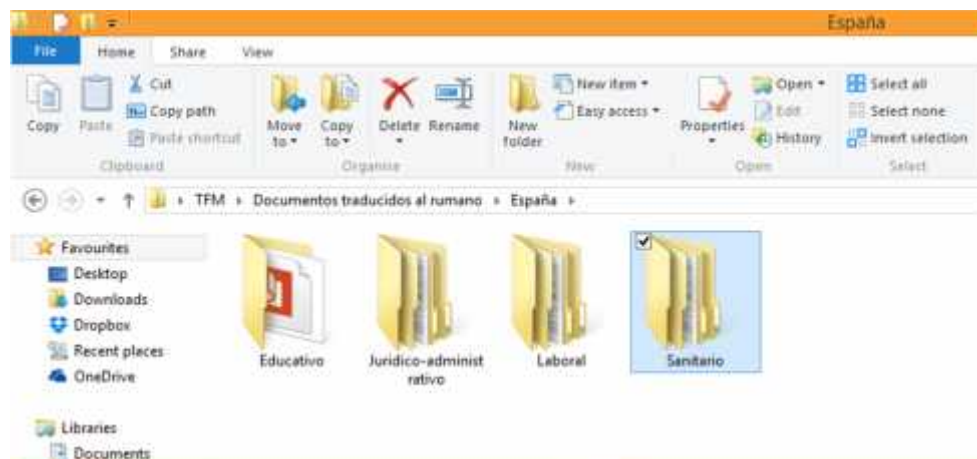 España
File Home Share View
Copy
Paste
Cut
Copy path
Paste shortcut
Clipboard
Move to
Copy to
Delete
Rename
Organise
New folder
New item
Easy access
New
Properties
Open
Edit
History
Open
Select all
Select none
Invert selection
Select
TFM Documentos traducidos al rumano España
Favourites
Desktop
Downloads
Dropbox
Recent places
OneDrive
Libraries
Documents
Educativo
Jurídico-administ
rativo
Laboral
Sanitario